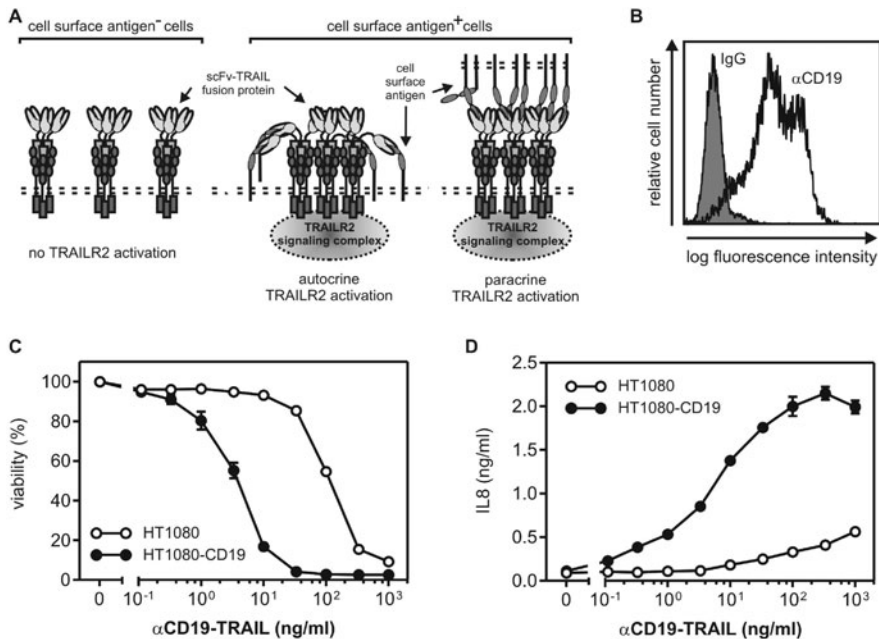 A
cell surface antigen⁻ cells
cell surface antigen⁺ cells
scFv-TRAIL
fusion protein
cell
surface
antigen
TRAILR2
signaling complex
TRAILR2
signaling complex
no TRAILR2 activation
autocrine
TRAILR2 activation
paracrine
TRAILR2 activation
B
IgG
αCD19
relative cell number
log fluorescence intensity
C
viability (%)
100
80
60
40
20
0
HT1080
HT1080-CD19
0 10⁻¹ 10⁰ 10¹ 10² 10³
αCD19-TRAIL (ng/ml)
D
IL8 (ng/ml)
2.5
2.0
1.5
1.0
0.5
0.0
HT1080
HT1080-CD19
0 10⁻¹ 10⁰ 10¹ 10² 10³
αCD19-TRAIL (ng/ml)